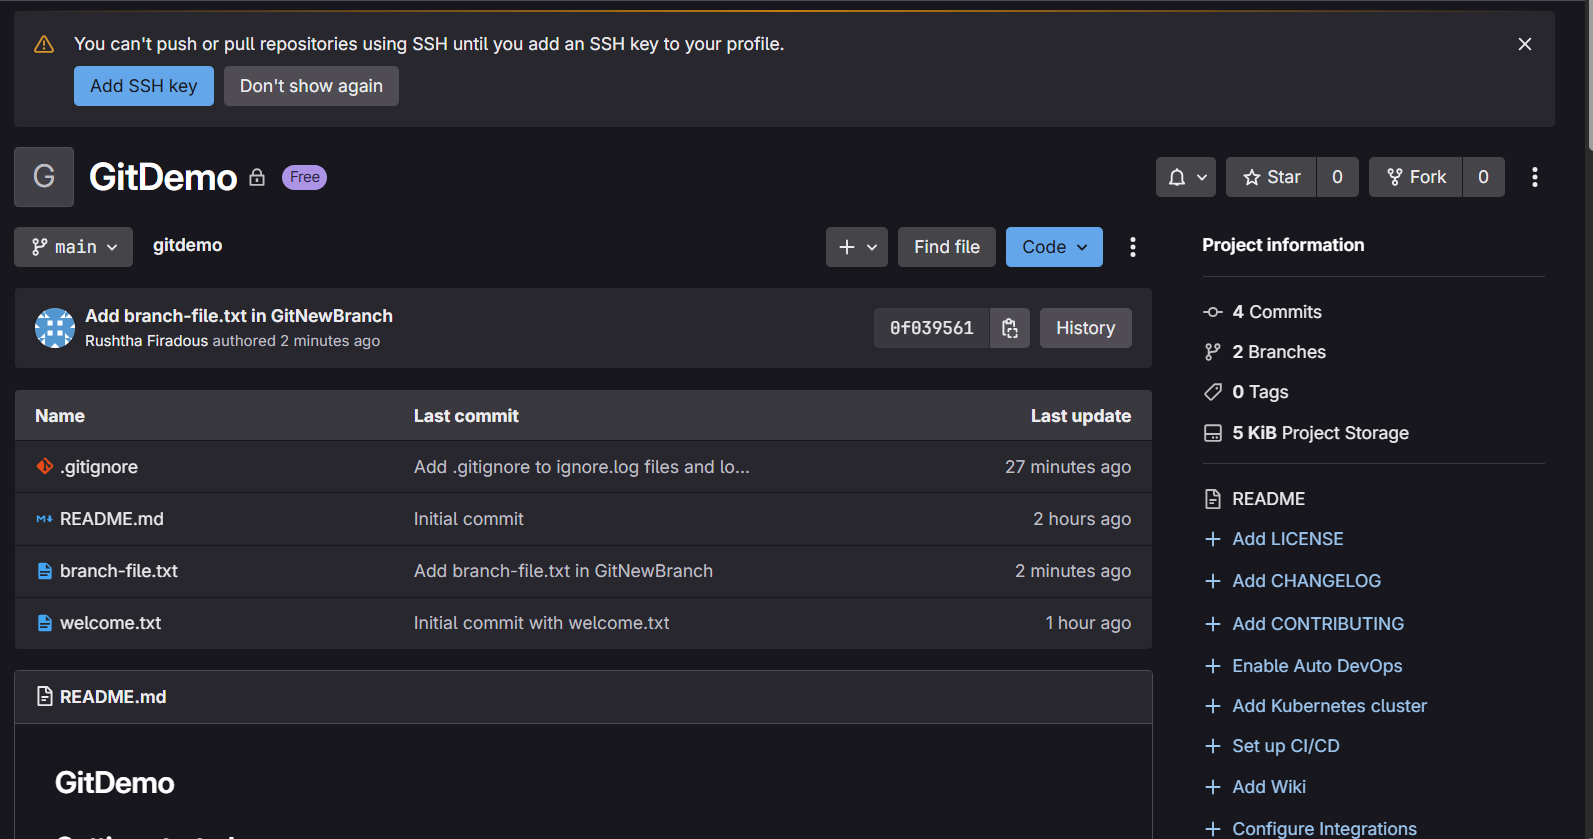 You can't push or pull repositories using SSH until you add an SSH key to your profile.
Add SSH key
Don't show again
G
GitDemo
Free
Star 0
Fork 0
main
gitdemo
Find file
Code
Add branch-file.txt in GitNewBranch
Rushtha Firadous authored 2 minutes ago
0f039561
History
Name Last commit Last update
.gitignore Add .gitignore to ignore.log files and lo... 27 minutes ago
README.md Initial commit 2 hours ago
branch-file.txt Add branch-file.txt in GitNewBranch 2 minutes ago
welcome.txt Initial commit with welcome.txt 1 hour ago
README.md
GitDemo
Project information
4 Commits
2 Branches
0 Tags
5 KiB Project Storage
README
Add LICENSE
Add CHANGELOG
Add CONTRIBUTING
Enable Auto DevOps
Add Kubernetes cluster
Set up CI/CD
Add Wiki
Configure Integrations